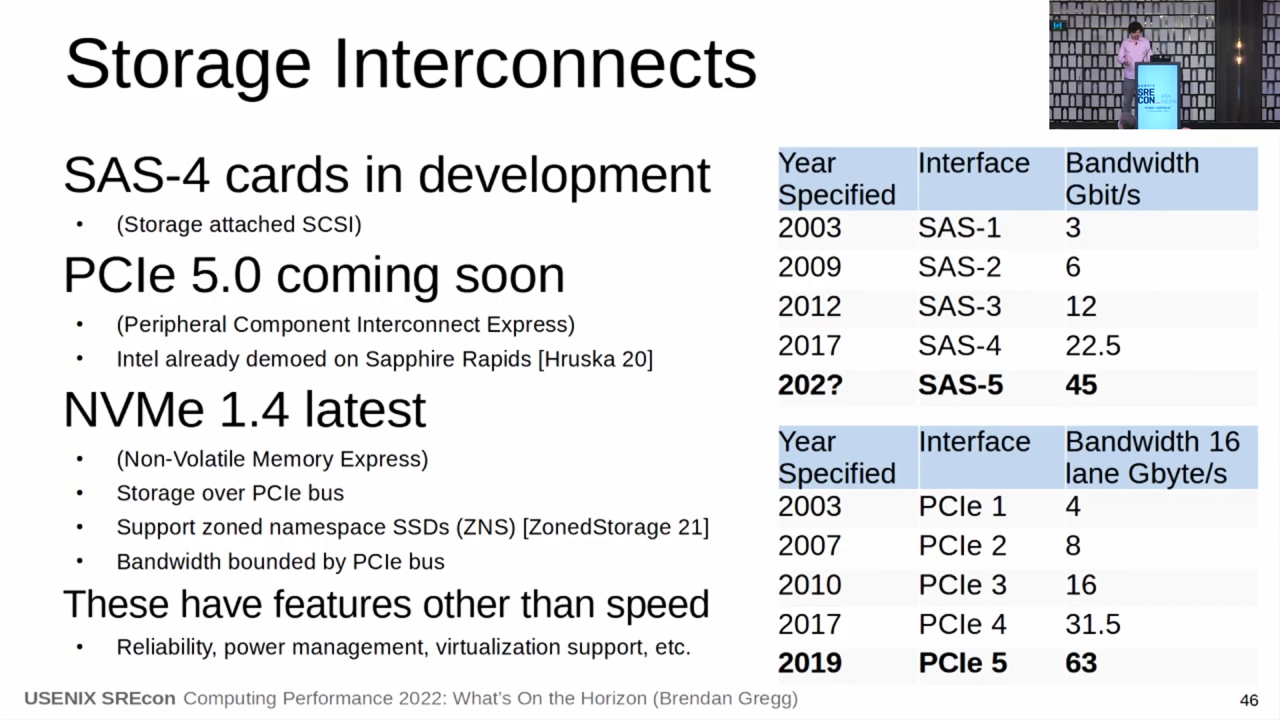 Storage Interconnects
SAS-4 cards in development
• (Storage attached SCSI)
PCIe 5.0 coming soon
• (Peripheral Component Interconnect Express)
• Intel already demoed on Sapphire Rapids [Hruska 20]
NVMe 1.4 latest
• (Non-Volatile Memory Express)
• Storage over PCIe bus
• Support zoned namespace SSDs (ZNS) [ZonedStorage 21]
• Bandwidth bounded by PCIe bus
These have features other than speed
• Reliability, power management, virtualization support, etc.
Year Specified Interface Bandwidth Gbit/s
2003 SAS-1 3
2009 SAS-2 6
2012 SAS-3 12
2017 SAS-4 22.5
202? SAS-5 45
Year Specified Interface Bandwidth 16 lane Gbyte/s
2003 PCIe 1 4
2007 PCIe 2 8
2010 PCIe 3 16
2017 PCIe 4 31.5
2019 PCIe 5 63
USENIX SREcon Computing Performance 2022: What's On the Horizon (Brendan Gregg)
46
SRE
CON